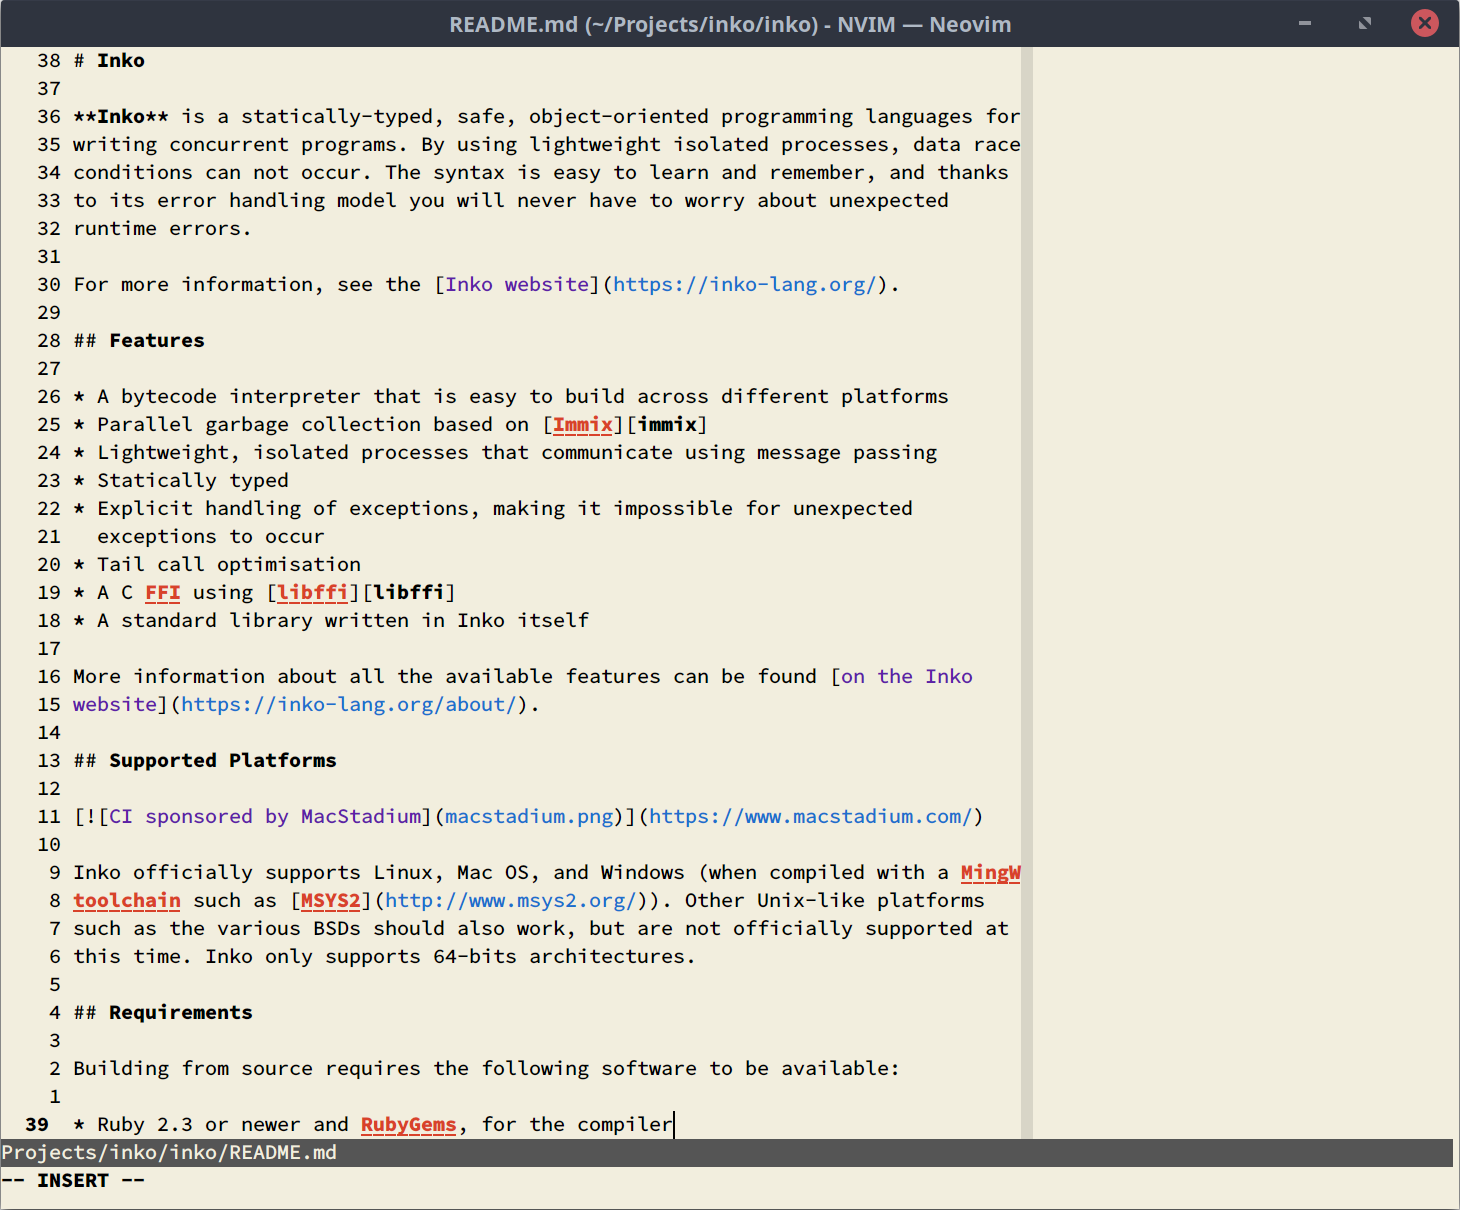 README.md (~/Projects/inko/inko) - NVIM — Neovim
38 # Inko
37
36 **Inko** is a statically-typed, safe, object-oriented programming languages for
35 writing concurrent programs. By using lightweight isolated processes, data race
34 conditions can not occur. The syntax is easy to learn and remember, and thanks
33 to its error handling model you will never have to worry about unexpected
32 runtime errors.
31
30 For more information, see the [Inko website](https://inko-lang.org/).
29
28 ## Features
27
26 * A bytecode interpreter that is easy to build across different platforms
25 * Parallel garbage collection based on [Immix][immix]
24 * Lightweight, isolated processes that communicate using message passing
23 * Statically typed
22 * Explicit handling of exceptions, making it impossible for unexpected
21   exceptions to occur
20 * Tail call optimisation
19 * A C FFI using [libffi][libffi]
18 * A standard library written in Inko itself
17
16 More information about all the available features can be found [on the Inko
15 website](https://inko-lang.org/about/).
14
13 ## Supported Platforms
12
11 [![CI sponsored by MacStadium](macstadium.png)](https://www.macstadium.com/)
10
9 Inko officially supports Linux, Mac OS, and Windows (when compiled with a MingW
8 toolchain such as [MSYS2](http://www.msys2.org/)). Other Unix-like platforms
7 such as the various BSDs should also work, but are not officially supported at
6 this time. Inko only supports 64-bits architectures.
5
4 ## Requirements
3
2 Building from source requires the following software to be available:
1
39 * Ruby 2.3 or newer and RubyGems, for the compiler
Projects/inko/inko/README.md
-- INSERT --